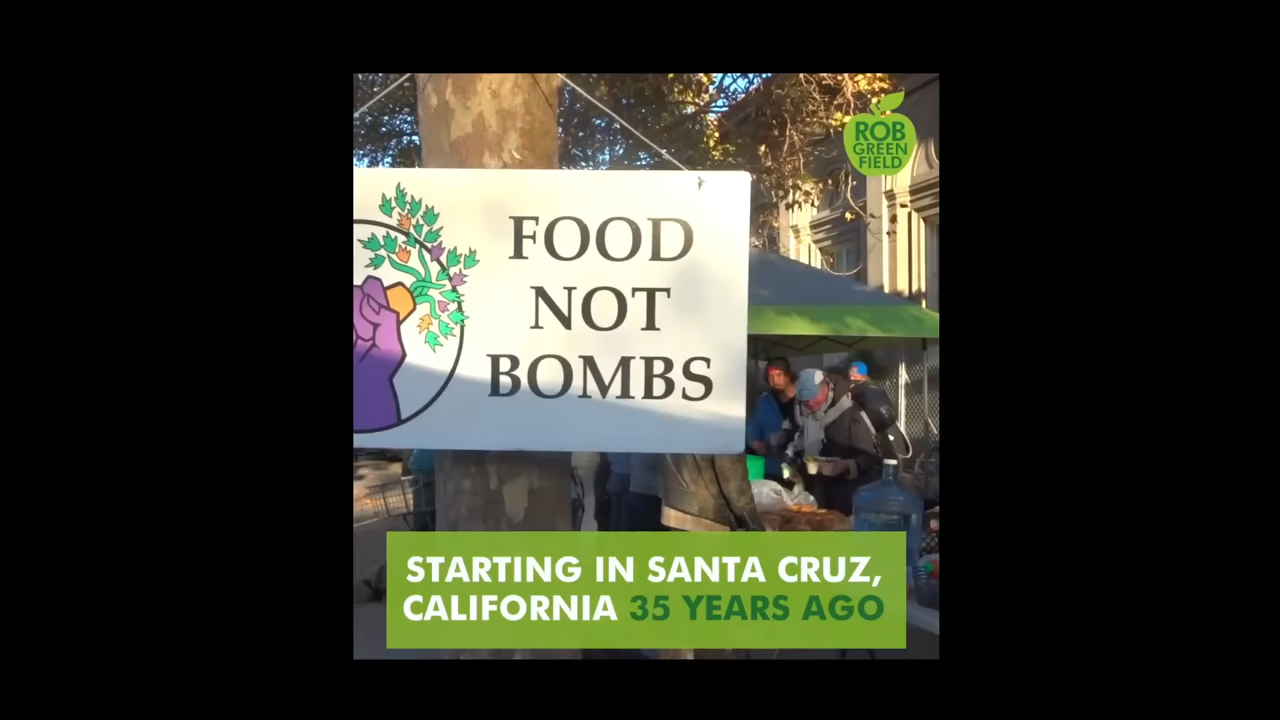 ROB
GREEN
FIELD
FOOD
NOT
BOMBS
STARTING IN SANTA CRUZ,
CALIFORNIA 35 YEARS AGO